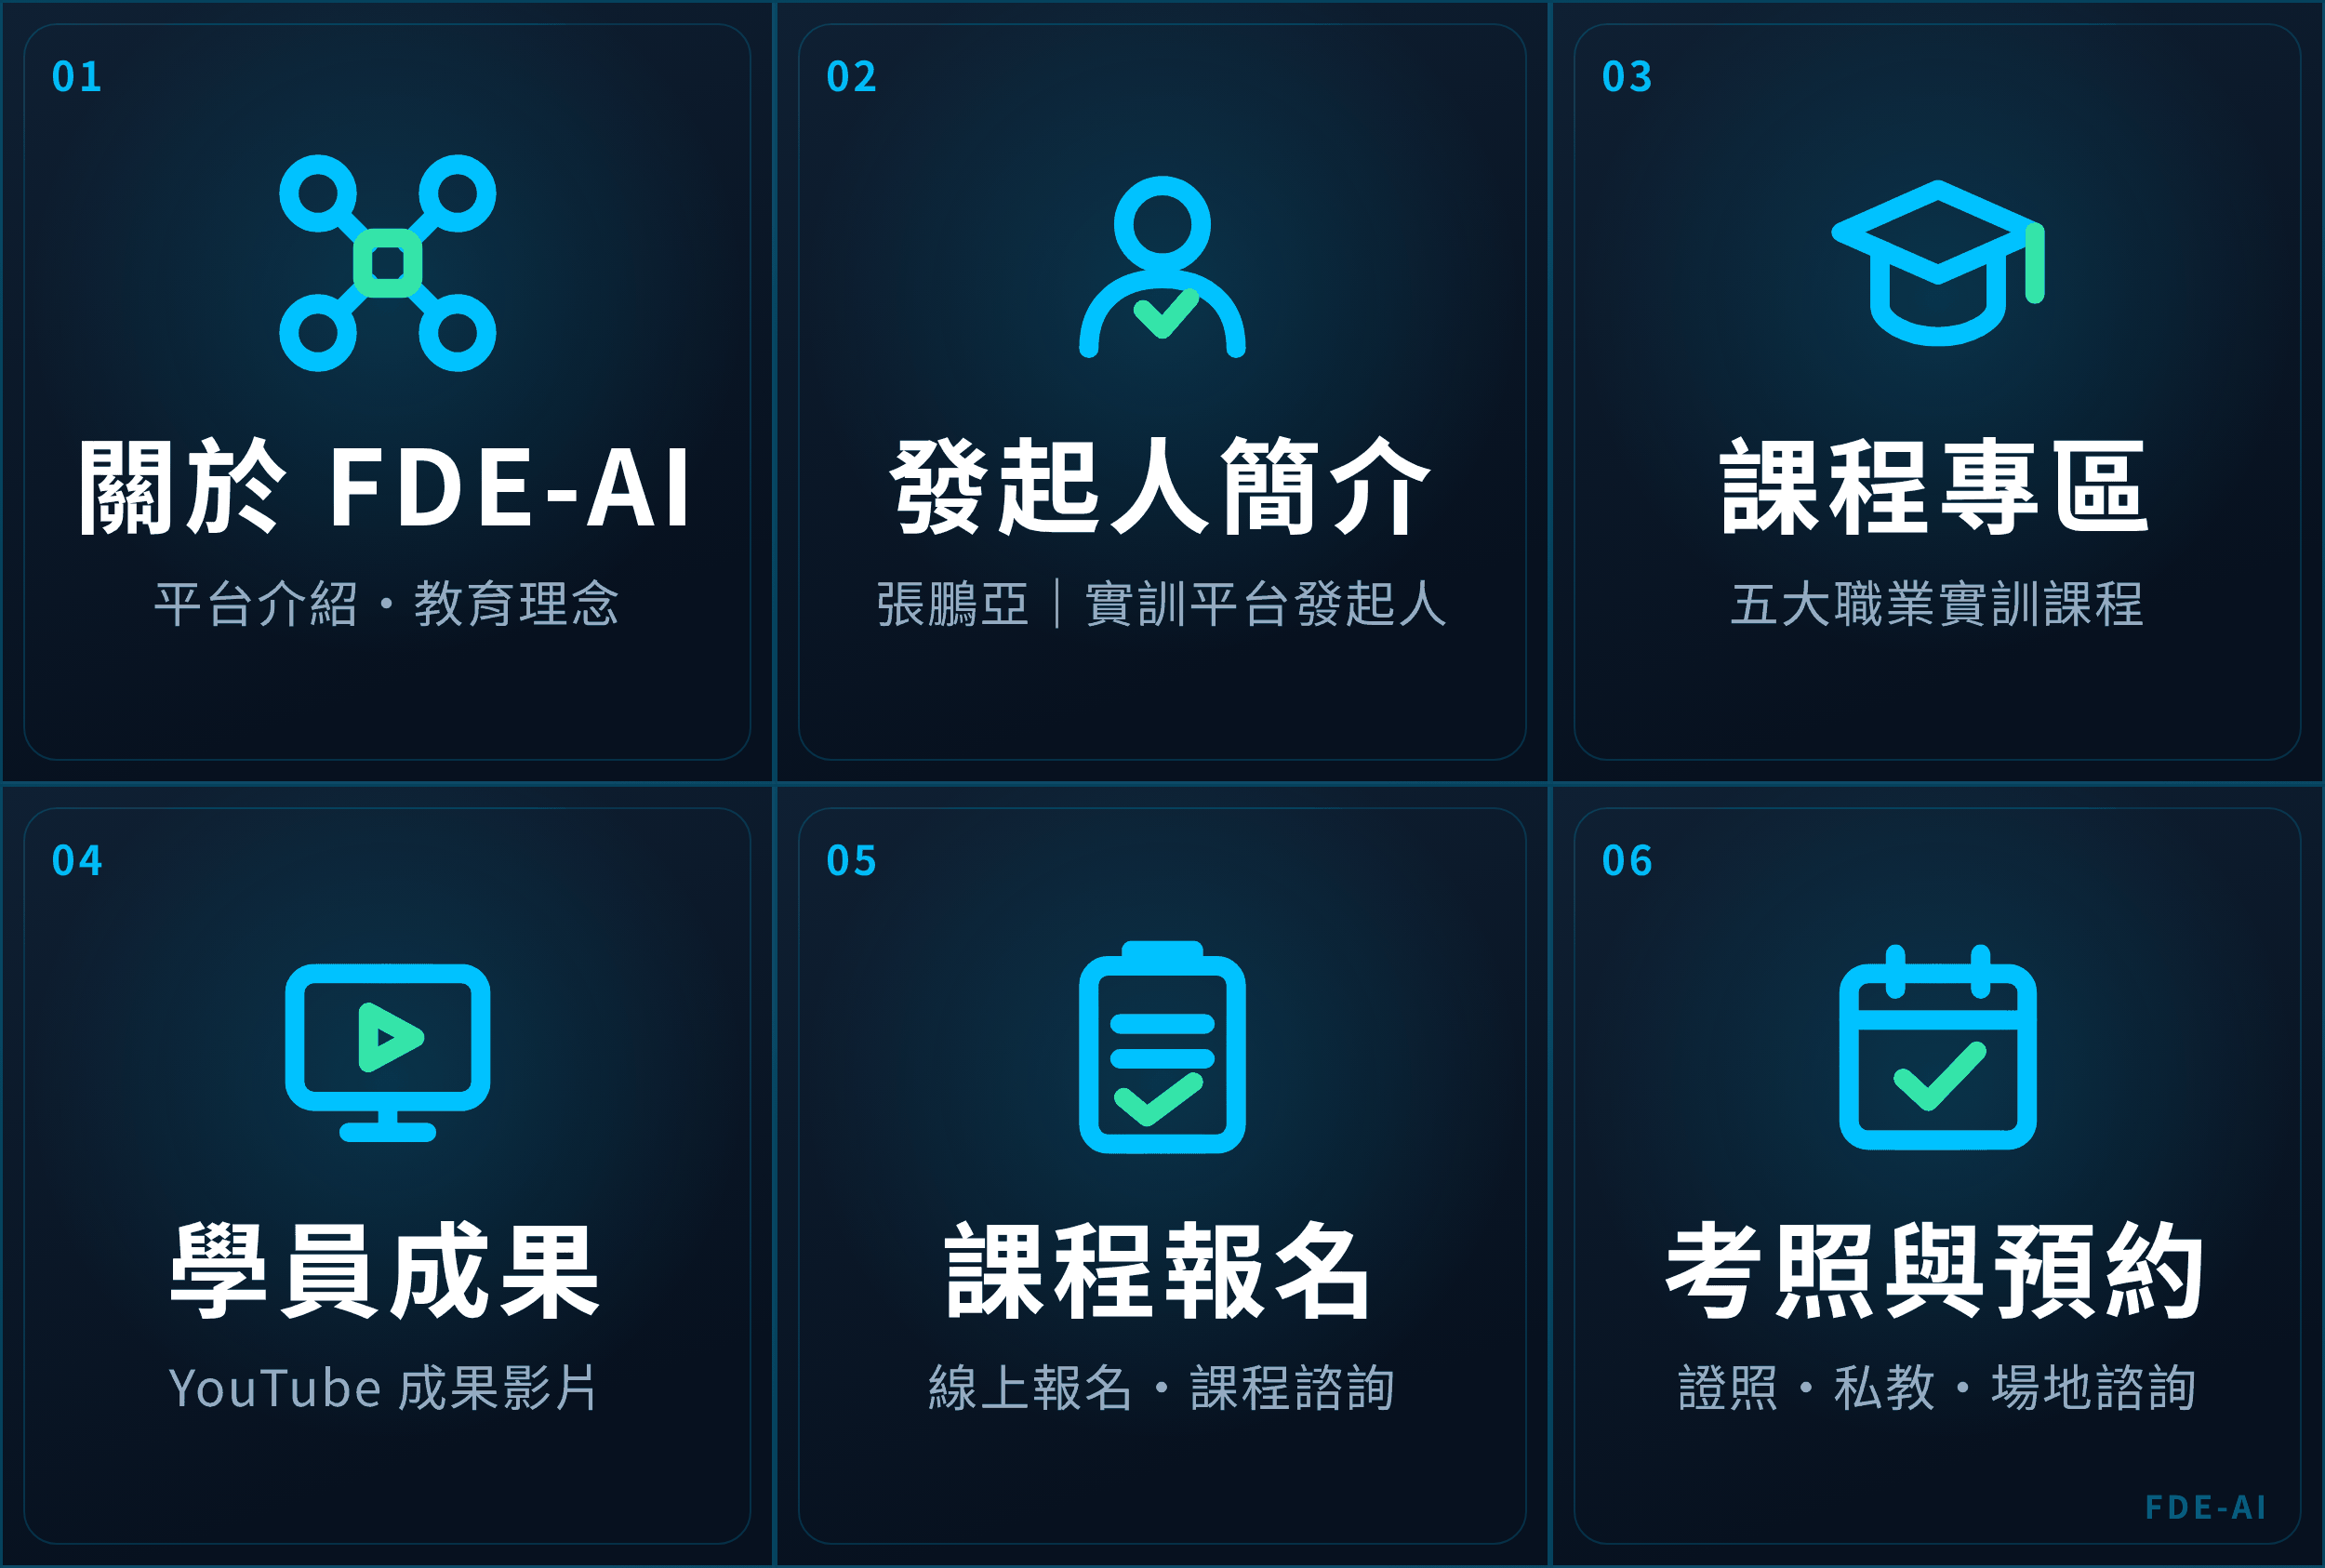 01
關於 FDE-AI
平台介紹・教育理念
02
發起人簡介
張鵬亞｜實訓平台發起人
03
課程專區
五大職業實訓課程
04
學員成果
YouTube 成果影片
05
課程報名
線上報名・課程諮詢
06
考照與預約
證照・私教・場地諮詢
FDE-AI